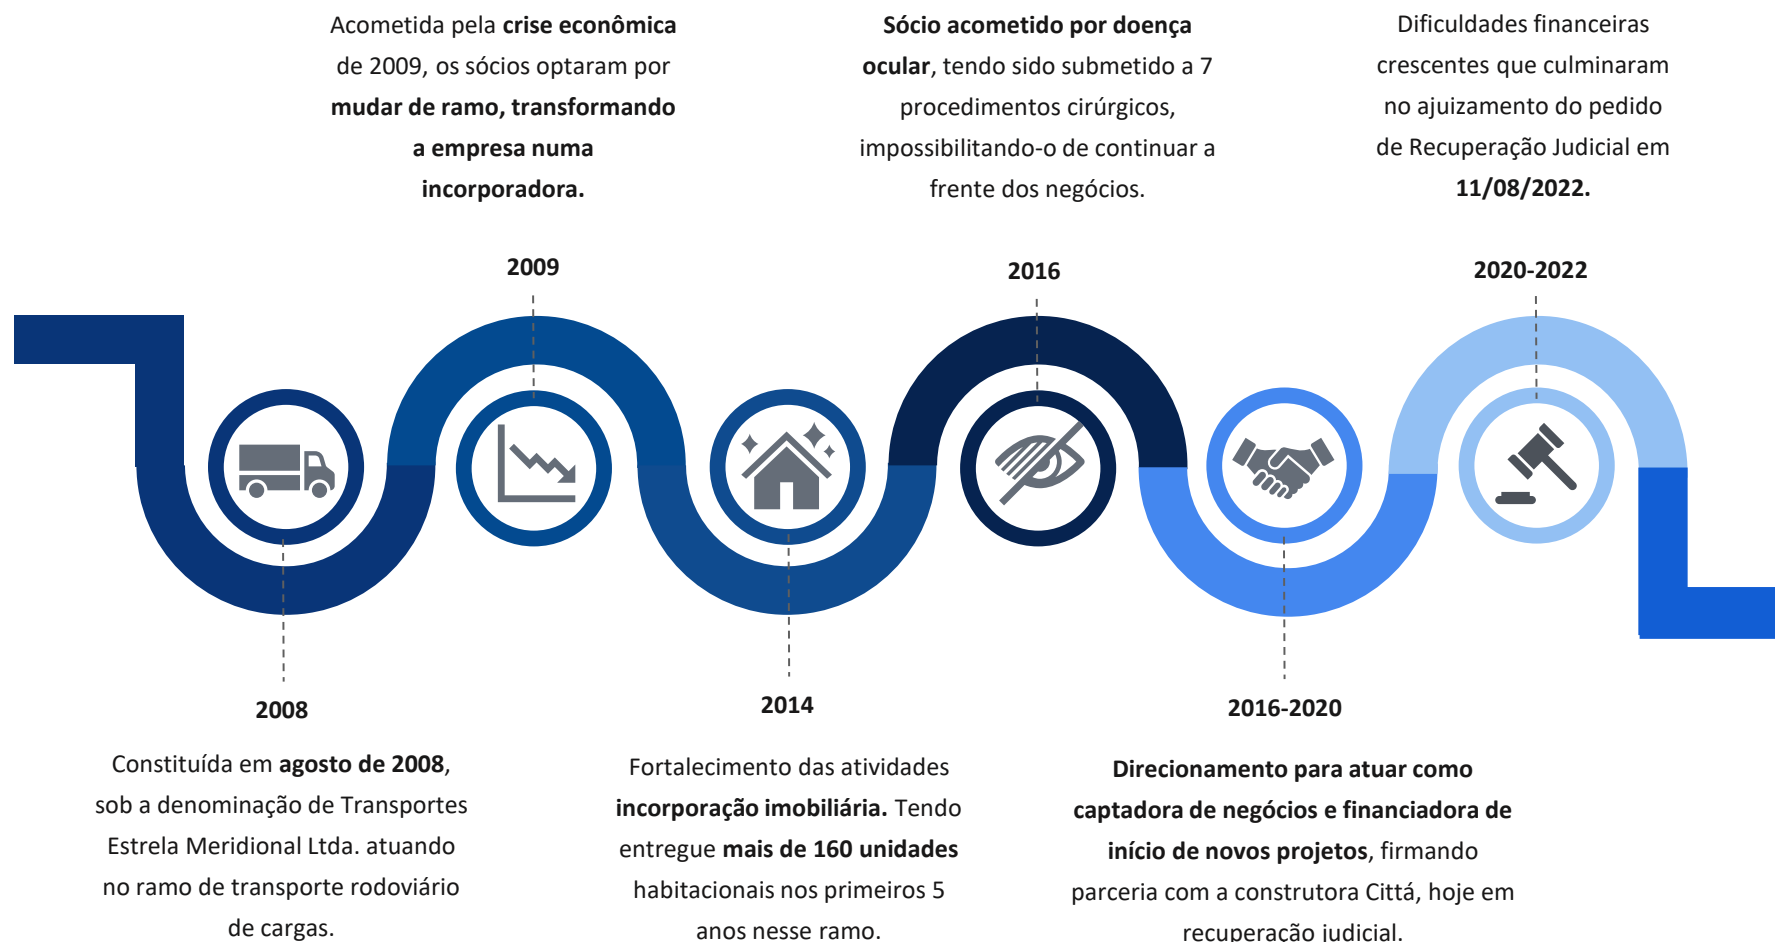 Acometida pela crise econômica
de 2009, os sócios optaram por
mudar de ramo, transformando
a empresa numa
incorporadora.
2009
Sócio acometido por doença
ocular, tendo sido submetido a 7
procedimentos cirúrgicos,
impossibilitando-o de continuar a
frente dos negócios.
2016
Dificuldades financeiras
crescentes que culminaram
no ajuizamento do pedido
de Recuperação Judicial em
11/08/2022.
2020-2022
2008
Constituída em agosto de 2008,
sob a denominação de Transportes
Estrela Meridional Ltda. atuando
no ramo de transporte rodoviário
de cargas.
2014
Fortalecimento das atividades
incorporação imobiliária. Tendo
entregue mais de 160 unidades
habitacionais nos primeiros 5
anos nesse ramo.
2016-2020
Direcionamento para atuar como
captadora de negócios e financiadora de
início de novos projetos, firmando
parceria com a construtora Cittá, hoje em
recuperação judicial.